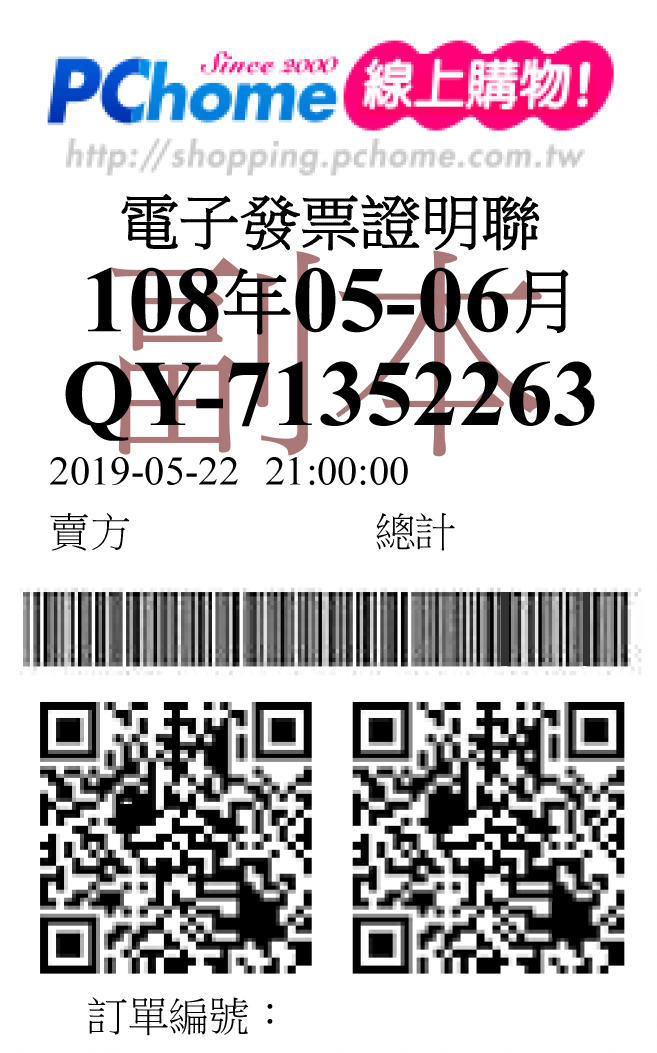 Since 2000
PChome 線上購物!
http://shopping.pchome.com.tw
電子發票證明聯
副本
108年05-06月
QY-71352263
2019-05-22 21:00:00
賣方 總計
訂單編號：